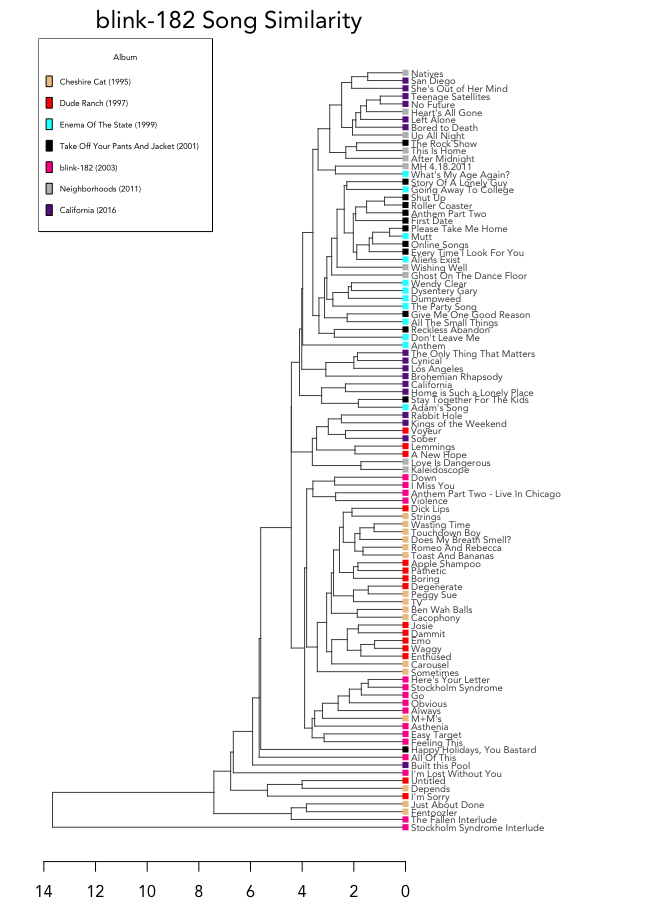 blink-182 Song Similarity
Album
Cheshire Cat (1995)
Dude Ranch (1997)
Enema Of The State (1999)
Take Off Your Pants And Jacket (2001)
blink-182 (2003)
Neighborhoods (2011)
California (2016
Natives
San Diego
She's Out of Her Mind
Teenage Satellites
No Future
Heart's All Gone
Left Alone
Bored to Death
Up All Night
The Rock Show
This Is Home
After Midnight
MH 4.18.2011
What's My Age Again?
Story Of A Lonely Guy
Going Away To College
Shut Up
Roller Coaster
Anthem Part Two
First Date
Please Take Me Home
Mutt
Online Songs
Every Time I Look For You
Aliens Exist
Wishing Well
Ghost On The Dance Floor
Wendy Clear
Dysentery Gary
Dumpweed
The Party Song
Give Me One Good Reason
All The Small Things
Reckless Abandon
Don't Leave Me
Anthem
The Only Thing That Matters
Cynical
Los Angeles
Brohemian Rhapsody
California
Home is Such a Lonely Place
Stay Together For The Kids
Adam's Song
Rabbit Hole
Kings of the Weekend
Voyeur
Sober
Lemmings
A New Hope
Love Is Dangerous
Kaleidoscope
Down
I Miss You
Anthem Part Two - Live In Chicago
Violence
Dick Lips
Strings
Wasting Time
Touchdown Boy
Does My Breath Smell?
Romeo And Rebecca
Toast And Bananas
Apple Shampoo
Pathetic
Boring
Degenerate
Peggy Sue
TV
Ben Wah Balls
Cacophony
Josie
Dammit
Emo
Waggy
Enthused
Carousel
Sometimes
Here's Your Letter
Stockholm Syndrome
Go
Obvious
Always
M+M's
Asthenia
Easy Target
Feeling This
Happy Holidays, You Bastard
All Of This
Built this Pool
I'm Lost Without You
Untitled
Depends
I'm Sorry
Just About Done
Fentoozler
The Fallen Interlude
Stockholm Syndrome Interlude
14 12 10 8 6 4 2 0